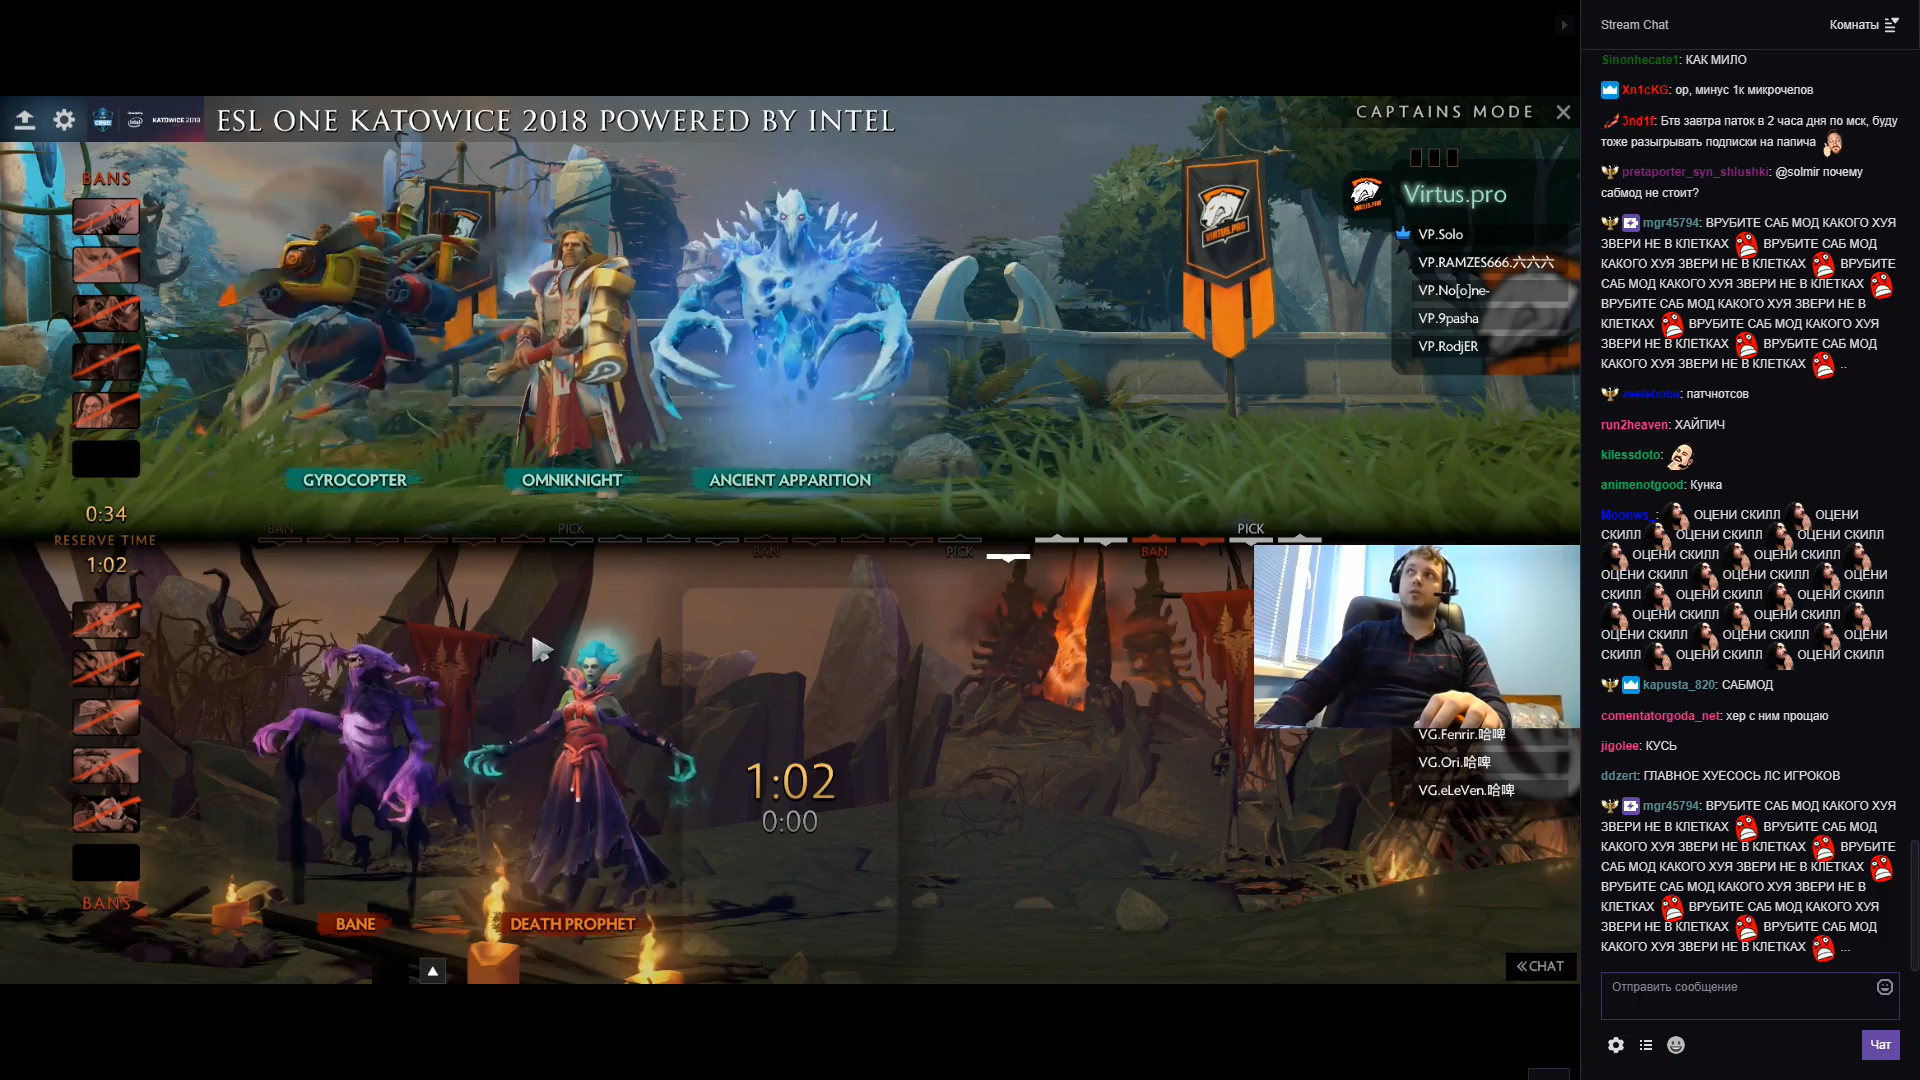 ESL ONE KATOWICE 2018 POWERED BY INTEL
KATOWICE 2018
CAPTAINS MODE
BANS
Virtus.pro
VIRTUS.PRO
VP.Solo
VP.RAMZES666.六六六
VP.No[o]ne-
VP.9pasha
VP.RodjER
GYROCOPTER
OMNIKNIGHT
ANCIENT APPARITION
0:34
RESERVE TIME
1:02
BAN
PICK
BAN
PICK
BAN
PICK
VG.Fenrir.哈啤
VG.Ori.哈啤
VG.eLeVen.哈啤
1:02
0:00
BANS
BANE
DEATH PROPHET
CHAT
Stream Chat
Комнаты
Sinonhecate1: КАК МИЛО
Xn1cKG: ор, минус 1к микрочелов
3nd1f: Бтв завтра паток в 2 часа дня по мск, буду
тоже разыгрывать подписки на папича
pretaporter_syn_shlushki: @solmir почему
сабмод не стоит?
mgr45794: ВРУБИТЕ САБ МОД КАКОГО ХУЯ
ЗВЕРИ НЕ В КЛЕТКАХ ВРУБИТЕ САБ МОД
КАКОГО ХУЯ ЗВЕРИ НЕ В КЛЕТКАХ ВРУБИТЕ
САБ МОД КАКОГО ХУЯ ЗВЕРИ НЕ В КЛЕТКАХ
ВРУБИТЕ САБ МОД КАКОГО ХУЯ ЗВЕРИ НЕ В
КЛЕТКАХ ВРУБИТЕ САБ МОД КАКОГО ХУЯ
ЗВЕРИ НЕ В КЛЕТКАХ ВРУБИТЕ САБ МОД
КАКОГО ХУЯ ЗВЕРИ НЕ В КЛЕТКАХ ..
: патчнотсов
run2heaven: ХАЙПИЧ
kilessdoto:
animenotgood: Кунка
Moonws_: ОЦЕНИ СКИЛЛ ОЦЕНИ
СКИЛЛ ОЦЕНИ СКИЛЛ ОЦЕНИ СКИЛЛ
ОЦЕНИ СКИЛЛ ОЦЕНИ СКИЛЛ
ОЦЕНИ СКИЛЛ ОЦЕНИ СКИЛЛ ОЦЕНИ
СКИЛЛ ОЦЕНИ СКИЛЛ ОЦЕНИ СКИЛЛ
ОЦЕНИ СКИЛЛ ОЦЕНИ СКИЛЛ
ОЦЕНИ СКИЛЛ ОЦЕНИ СКИЛЛ ОЦЕНИ
СКИЛЛ ОЦЕНИ СКИЛЛ ОЦЕНИ СКИЛЛ
kapusta_820: САБМОД
comentatorgoda_net: хер с ним прощаю
jigolee: КУСЬ
ddzert: ГЛАВНОЕ ХУЕСОСЬ ЛС ИГРОКОВ
mgr45794: ВРУБИТЕ САБ МОД КАКОГО ХУЯ
ЗВЕРИ НЕ В КЛЕТКАХ ВРУБИТЕ САБ МОД
КАКОГО ХУЯ ЗВЕРИ НЕ В КЛЕТКАХ ВРУБИТЕ
САБ МОД КАКОГО ХУЯ ЗВЕРИ НЕ В КЛЕТКАХ
ВРУБИТЕ САБ МОД КАКОГО ХУЯ ЗВЕРИ НЕ В
КЛЕТКАХ ВРУБИТЕ САБ МОД КАКОГО ХУЯ
ЗВЕРИ НЕ В КЛЕТКАХ ВРУБИТЕ САБ МОД
КАКОГО ХУЯ ЗВЕРИ НЕ В КЛЕТКАХ ...
Отправить сообщение
Чат